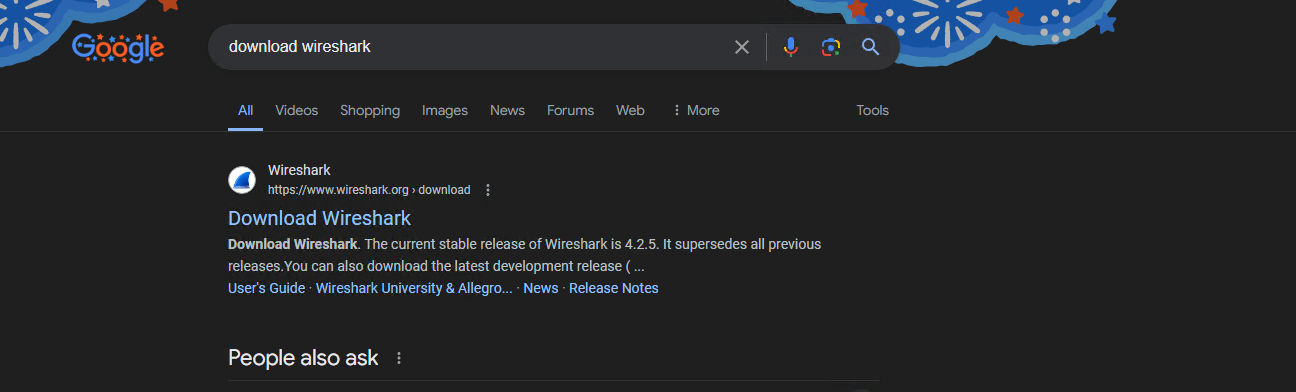 Google
download wireshark
All Videos Shopping Images News Forums Web More Tools
Wireshark
https://www.wireshark.org › download
Download Wireshark
Download Wireshark. The current stable release of Wireshark is 4.2.5. It supersedes all previous
releases.You can also download the latest development release ( ...
User's Guide · Wireshark University & Allegro... · News · Release Notes
People also ask